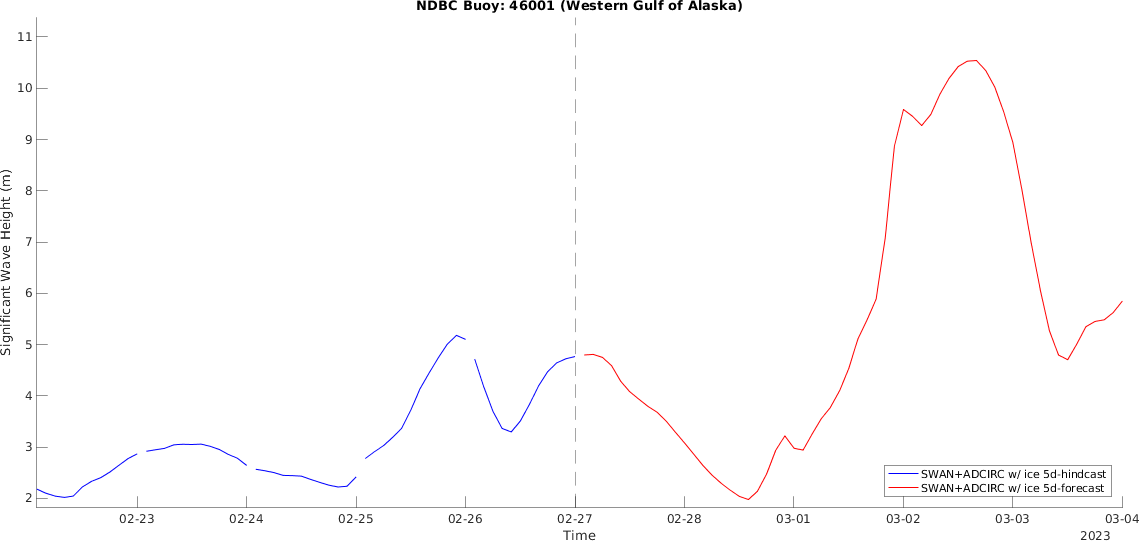 NDBC Buoy: 46001 (Western Gulf of Alaska)
11
10
9
8
7
6
5
4
3
2
Significant Wave Height (m)
SWAN+ADCIRC w/ ice 5d-hindcast
SWAN+ADCIRC w/ ice 5d-forecast
02-23 02-24 02-25 02-26 02-27 02-28 03-01 03-02 03-03 03-04
Time
2023